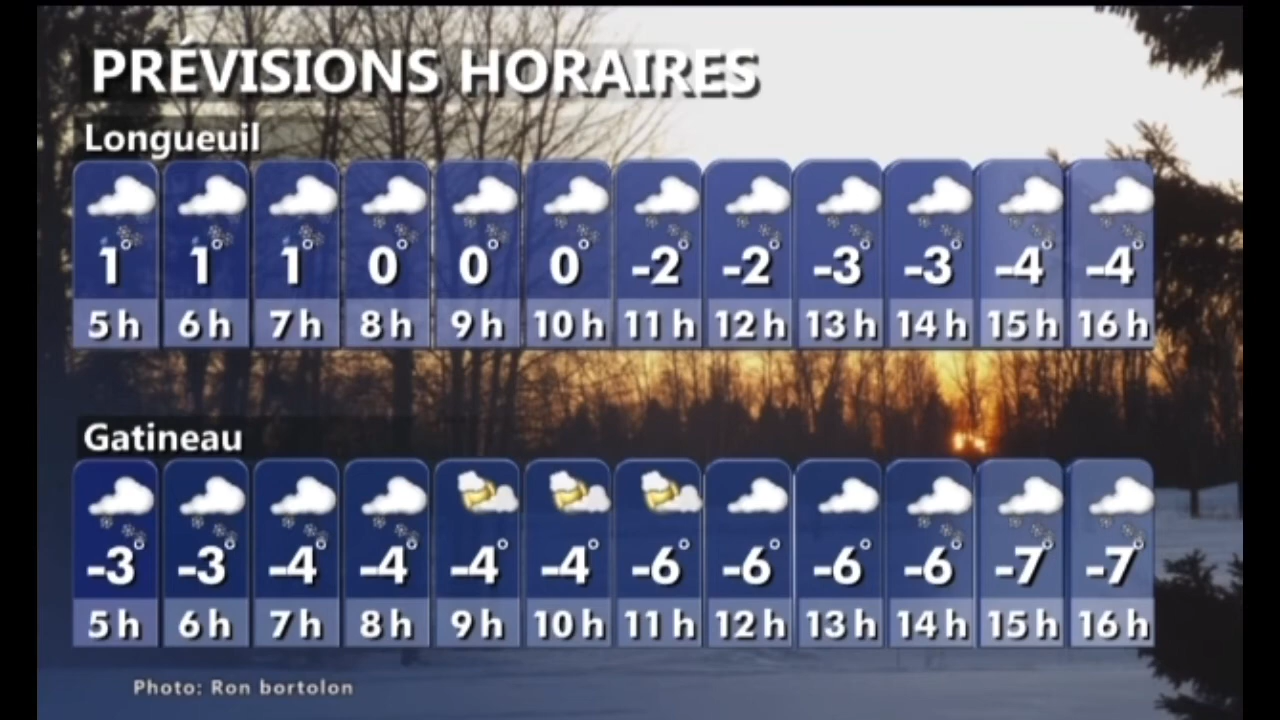 PRÉVISIONS HORAIRES
Longueuil
1° 1° 1° 0° 0° 0° -2° -2° -3° -3° -4° -4°
5 h 6 h 7 h 8 h 9 h 10 h 11 h 12 h 13 h 14 h 15 h 16 h
Gatineau
-3° -3° -4° -4° -4° -4° -6° -6° -6° -6° -7° -7°
5 h 6 h 7 h 8 h 9 h 10 h 11 h 12 h 13 h 14 h 15 h 16 h
Photo: Ron bortolon